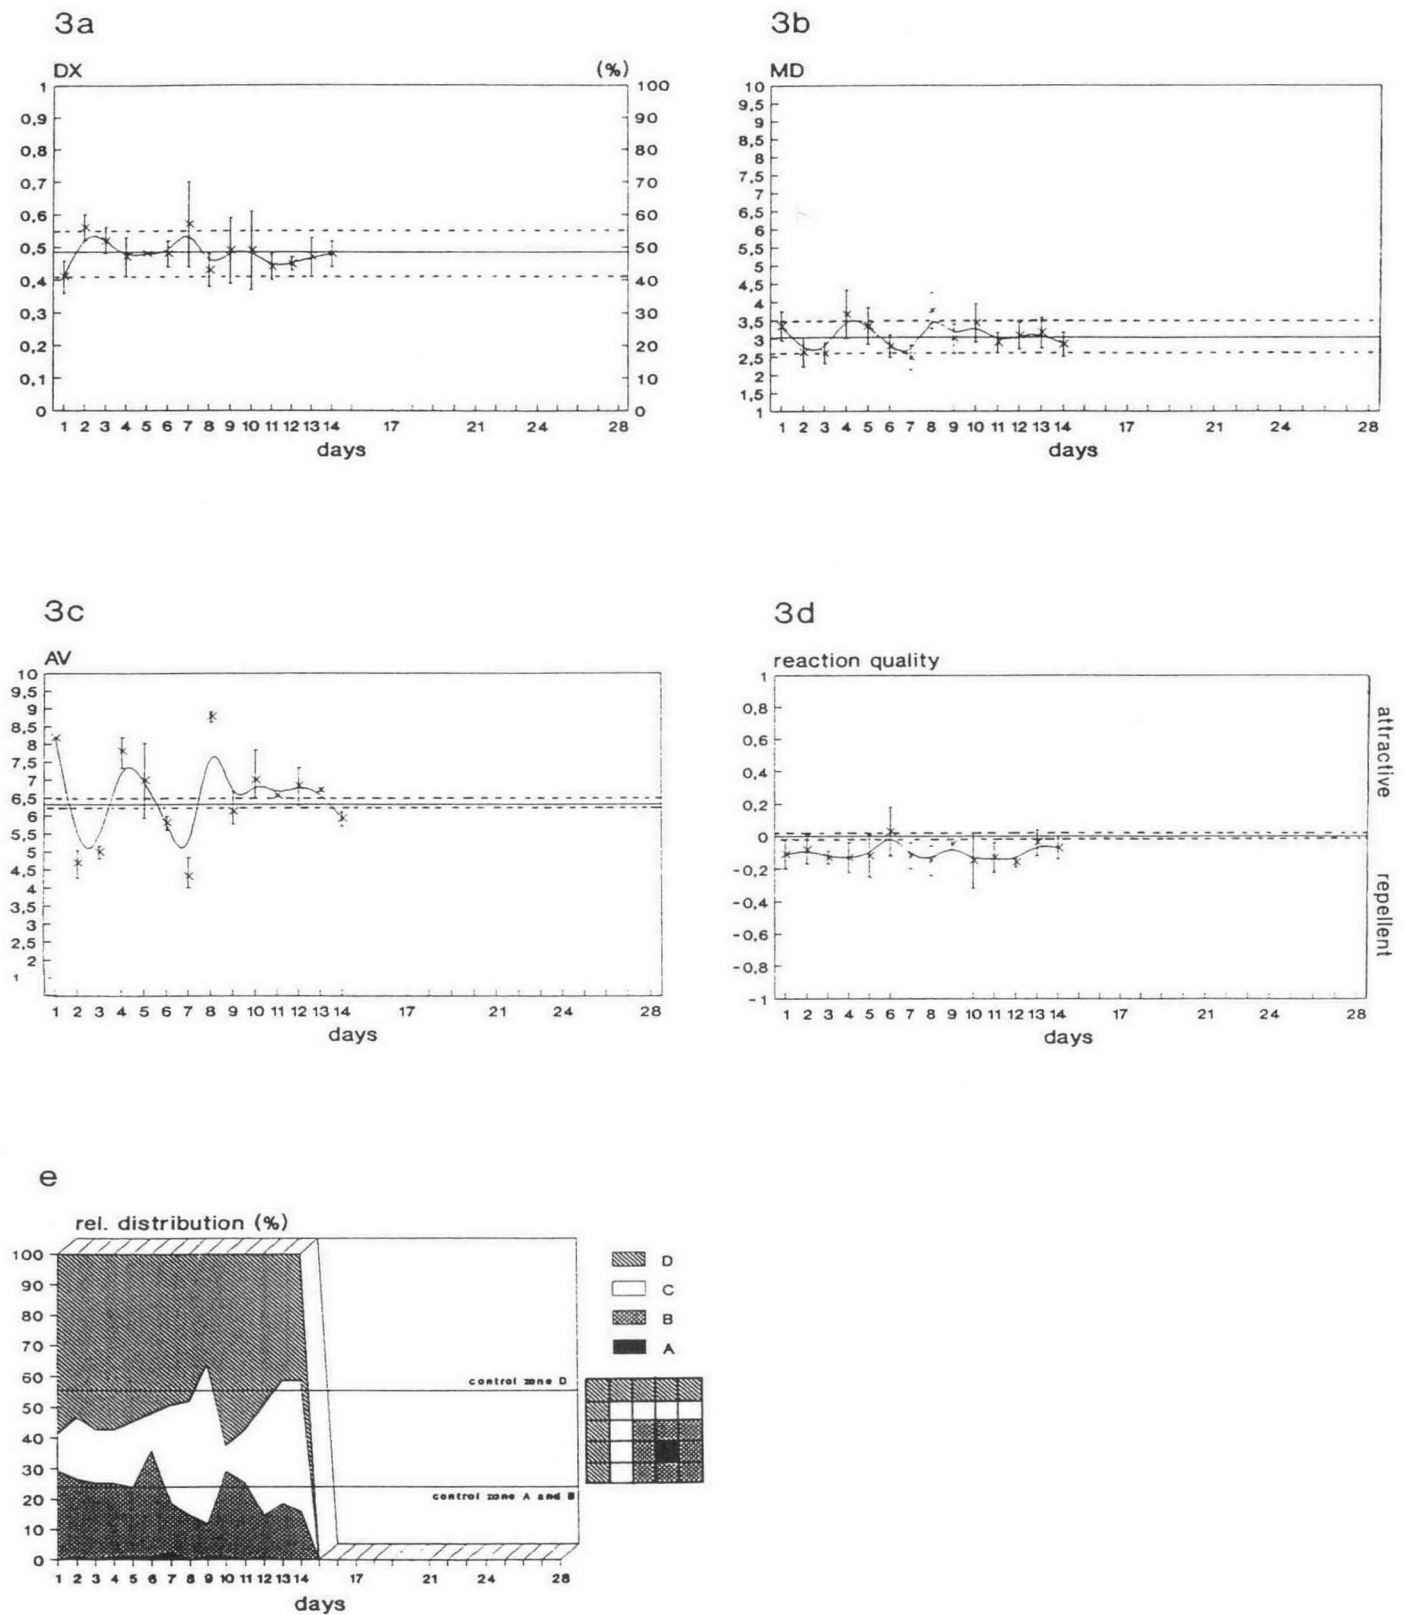 3a
DX
(%)
1
0,9
0,8
0,7
0,6
0,5
0,4
0,3
0,2
0,1
0
100
90
80
70
60
50
40
30
20
10
0
1 2 3 4 5 6 7 8 9 10 11 12 13 14 17 21 24 28
days
3b
MD
10
9,5
9
8,5
8
7,5
7
6,5
6
5,5
5
4,5
4
3,5
3
2,5
2
1,5
1
1 2 3 4 5 6 7 8 9 10 11 12 13 14 17 21 24 28
days
3c
AV
10
9,5
9
8,5
8
7,5
7
6,5
6
5,5
5
4,5
4
3,5
3
2,5
2
1
1 2 3 4 5 6 7 8 9 10 11 12 13 14 17 21 24 28
days
3d
reaction quality
1
0,8
0,6
0,4
0,2
0
-0,2
-0,4
-0,6
-0,8
-1
attractive
repellent
1 2 3 4 5 6 7 8 9 10 11 12 13 14 17 21 24 28
days
e
rel. distribution (%)
100
90
80
70
60
50
40
30
20
10
0
control zone D
control zone A and B
1 2 3 4 5 6 7 8 9 10 11 12 13 14 17 21 24 28
days
D
C
B
A